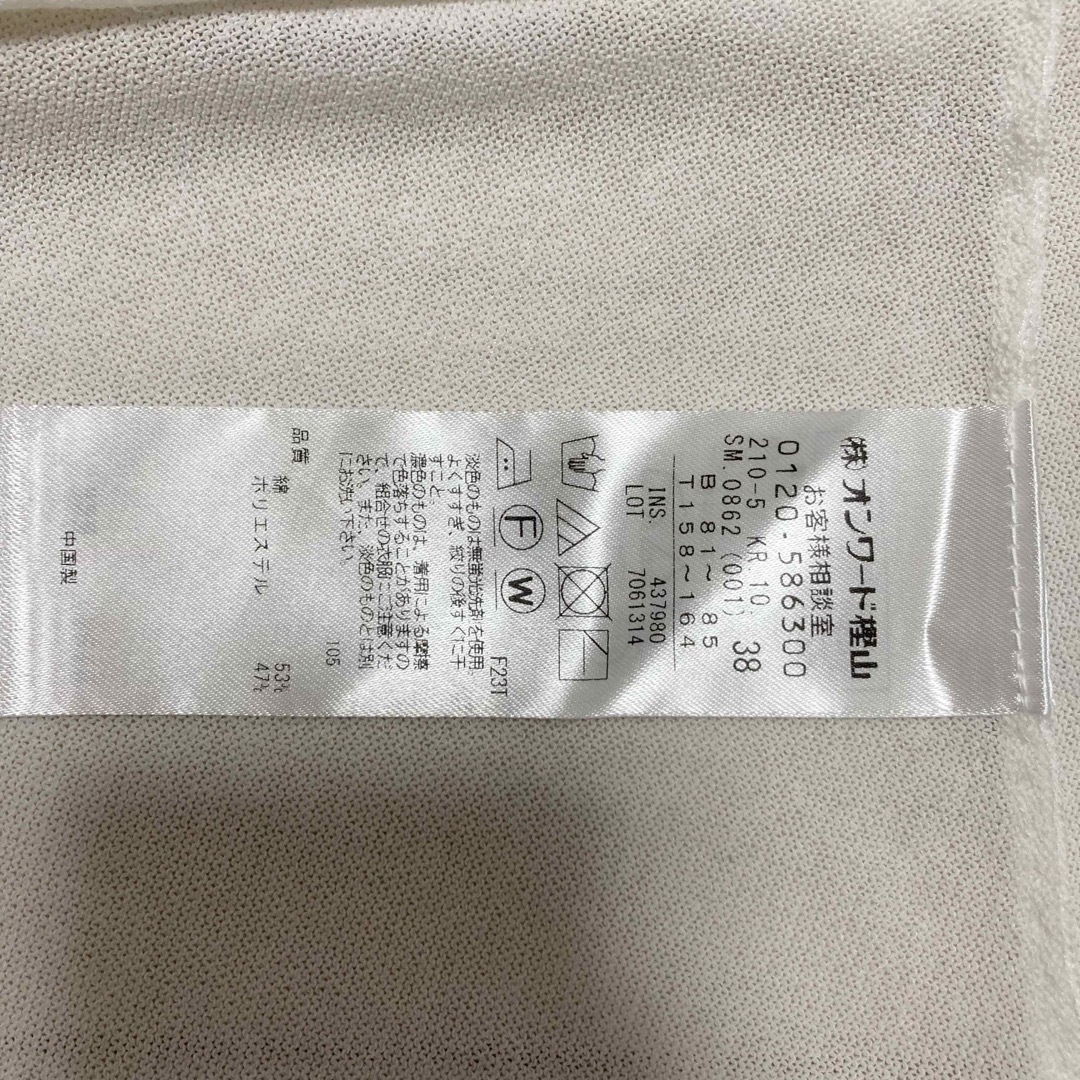 (株)オンワード樫山
お客様相談室
0120-586300
210-5 KR 10. 38
SM.0862 (001)
B 81～ 85
T158～164
INS. 437980
LOT 7061314
F W
F23T
淡色のものは無蛍光洗剤を使用、
よくすすぎ、絞りの後すぐに干
すこと
濃色のものは、着用による摩擦
で色落ちすることがありますの
で、組合せの衣服にご注意くだ
さい。また、淡色のものとは別
にお洗い下さい。
105
品質
綿 53%
ポリエステル 47%
中国製